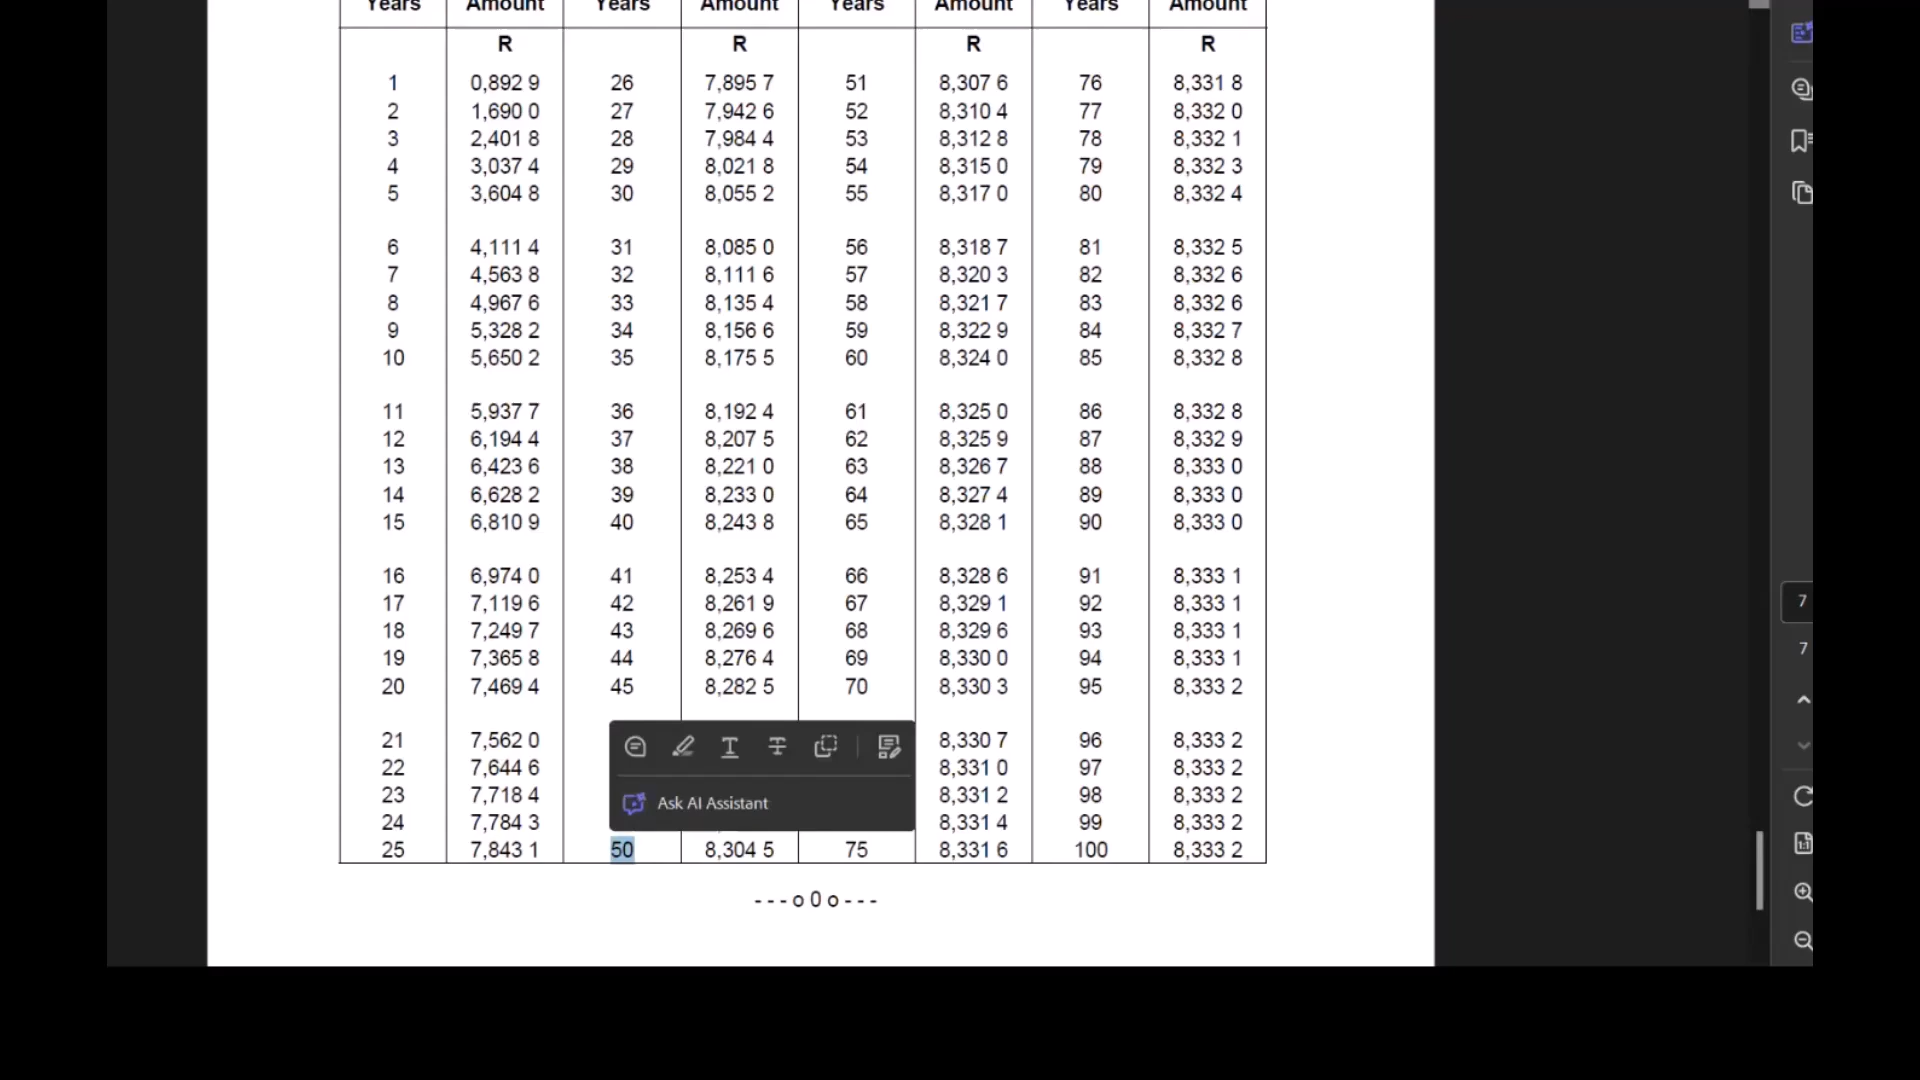 Years Amount Years Amount Years Amount Years Amount
R R R R
1 0,892 9 26 7,895 7 51 8,307 6 76 8,331 8
2 1,690 0 27 7,942 6 52 8,310 4 77 8,332 0
3 2,401 8 28 7,984 4 53 8,312 8 78 8,332 1
4 3,037 4 29 8,021 8 54 8,315 0 79 8,332 3
5 3,604 8 30 8,055 2 55 8,317 0 80 8,332 4
6 4,111 4 31 8,085 0 56 8,318 7 81 8,332 5
7 4,563 8 32 8,111 6 57 8,320 3 82 8,332 6
8 4,967 6 33 8,135 4 58 8,321 7 83 8,332 6
9 5,328 2 34 8,156 6 59 8,322 9 84 8,332 7
10 5,650 2 35 8,175 5 60 8,324 0 85 8,332 8
11 5,937 7 36 8,192 4 61 8,325 0 86 8,332 8
12 6,194 4 37 8,207 5 62 8,325 9 87 8,332 9
13 6,423 6 38 8,221 0 63 8,326 7 88 8,333 0
14 6,628 2 39 8,233 0 64 8,327 4 89 8,333 0
15 6,810 9 40 8,243 8 65 8,328 1 90 8,333 0
16 6,974 0 41 8,253 4 66 8,328 6 91 8,333 1
17 7,119 6 42 8,261 9 67 8,329 1 92 8,333 1
18 7,249 7 43 8,269 6 68 8,329 6 93 8,333 1
19 7,365 8 44 8,276 4 69 8,330 0 94 8,333 1
20 7,469 4 45 8,282 5 70 8,330 3 95 8,333 2
21 7,562 0 8,330 7 96 8,333 2
22 7,644 6 8,331 0 97 8,333 2
23 7,718 4 8,331 2 98 8,333 2
24 7,784 3 8,331 4 99 8,333 2
25 7,843 1 50 8,304 5 75 8,331 6 100 8,333 2
Ask AI Assistant
- - - o 0 o - - -
7
7